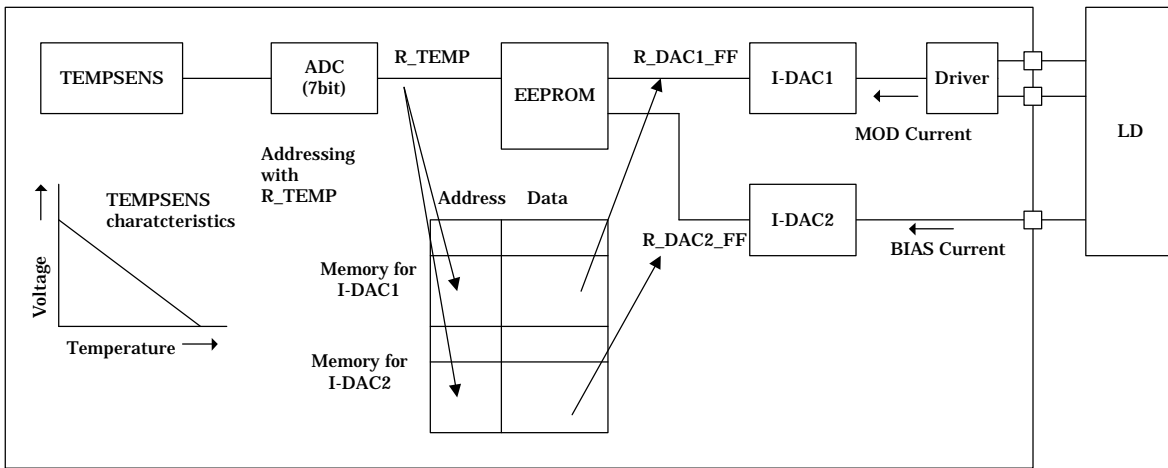 TEMPSENS
ADC
(7bit)
R_TEMP
EEPROM
R_DAC1_FF
I-DAC1
Driver
MOD Current
LD
Addressing
with
R_TEMP
TEMPSENS
charatcteristics
Voltage
Temperature
Address Data
Memory for
I-DAC1
Memory for
I-DAC2
R_DAC2_FF
I-DAC2
BIAS Current